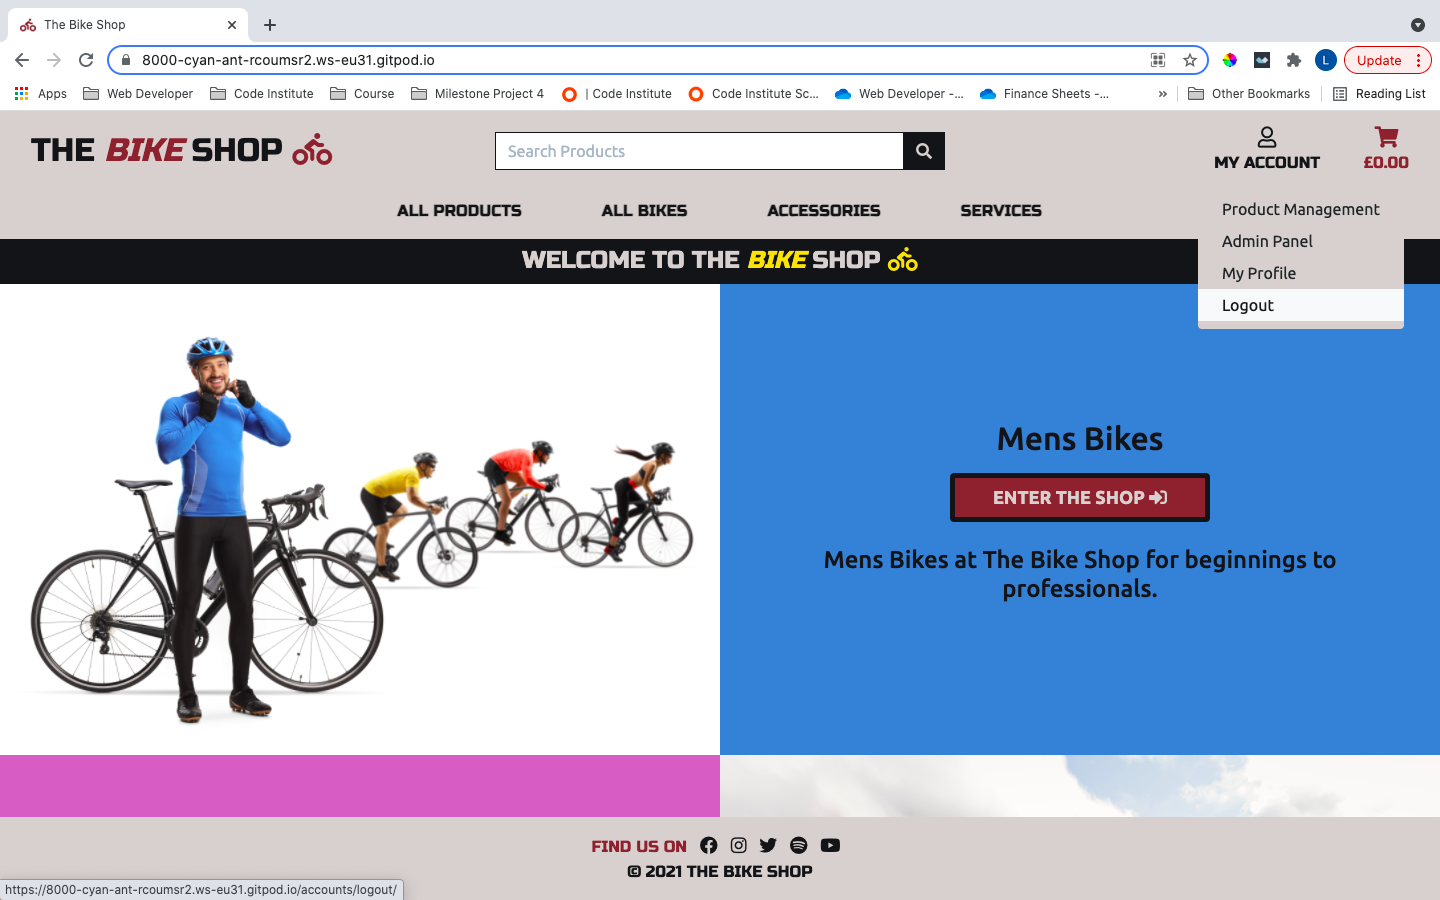 The Bike Shop
8000-cyan-ant-rcoumsr2.ws-eu31.gitpod.io
L
Update
Apps
Web Developer
Code Institute
Course
Milestone Project 4
| Code Institute
Code Institute Sc...
Web Developer -...
Finance Sheets -...
»
Other Bookmarks
Reading List
THE BIKE SHOP
Search Products
MY ACCOUNT
£0.00
ALL PRODUCTS
ALL BIKES
ACCESSORIES
SERVICES
Product Management
Admin Panel
My Profile
Logout
WELCOME TO THE BIKE SHOP
Mens Bikes
ENTER THE SHOP
Mens Bikes at The Bike Shop for beginnings to
professionals.
FIND US ON
© 2021 THE BIKE SHOP
https://8000-cyan-ant-rcoumsr2.ws-eu31.gitpod.io/accounts/logout/